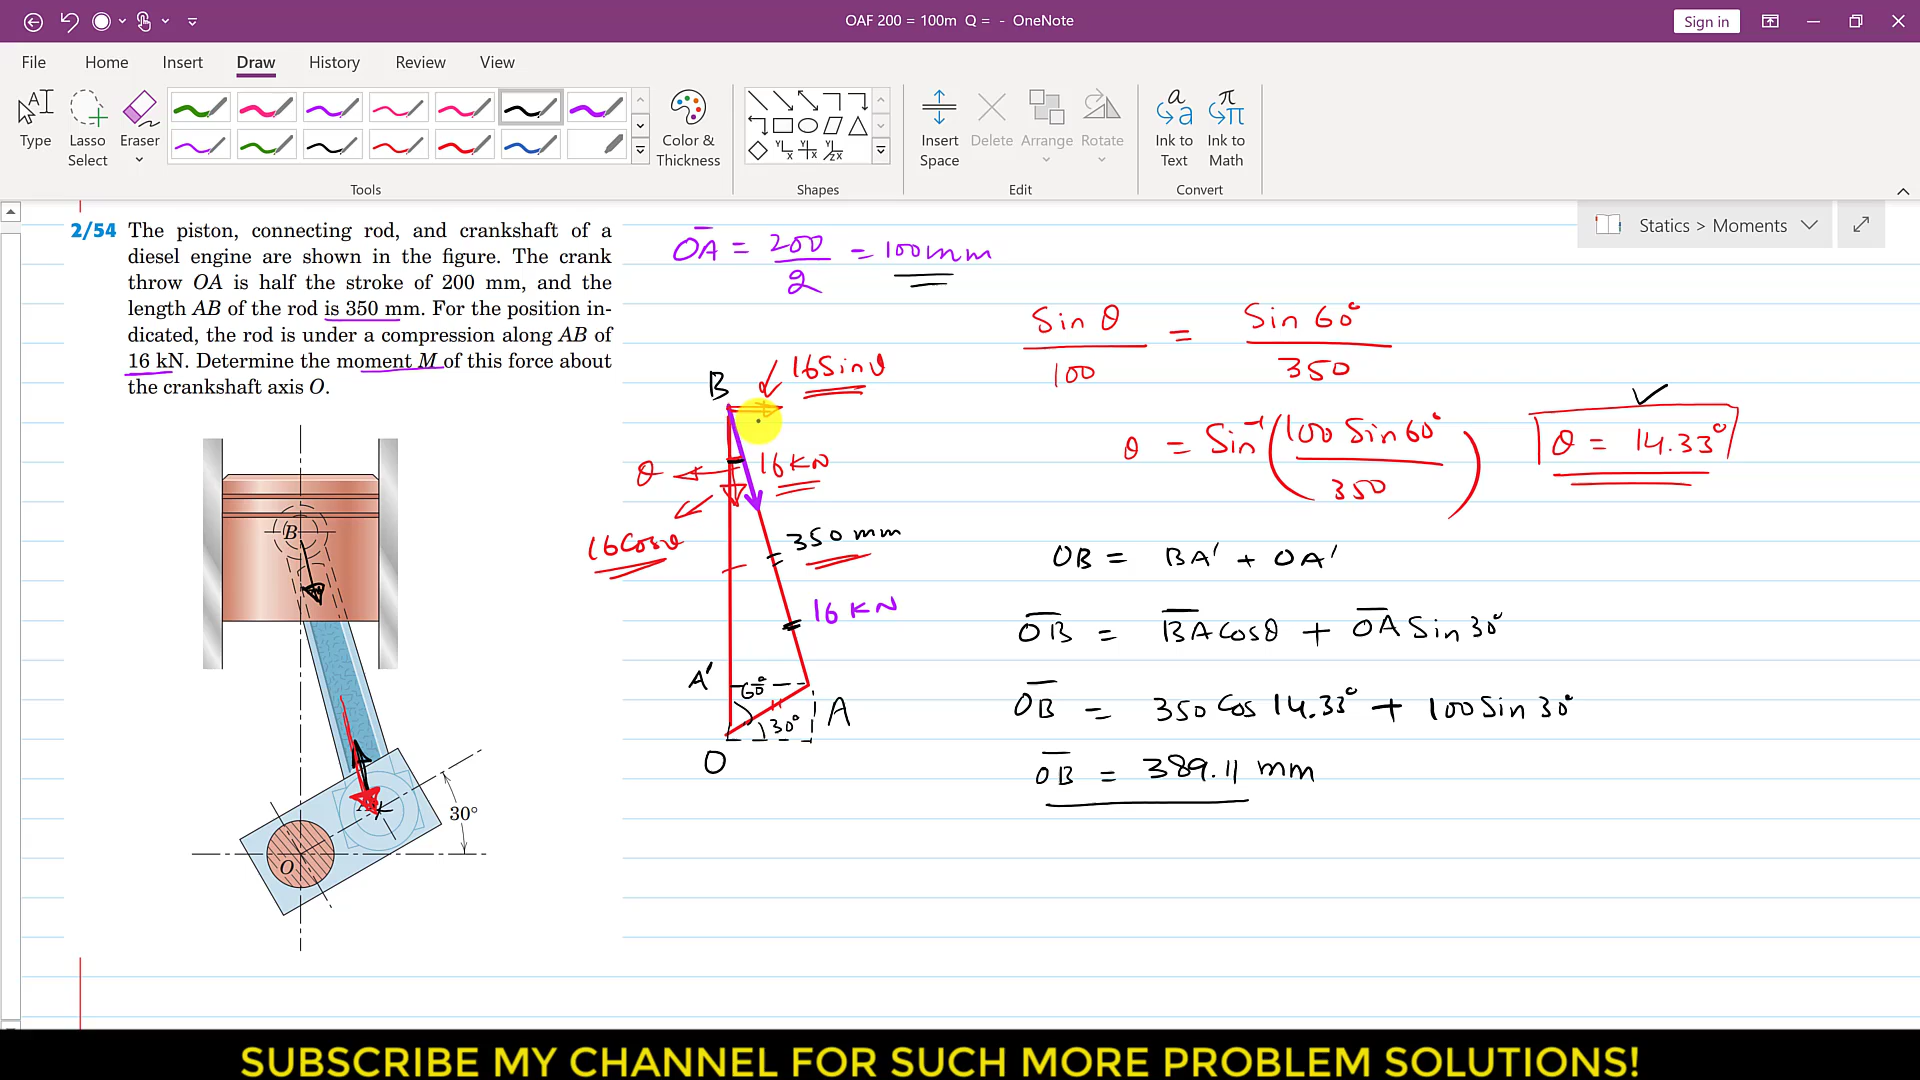 OAF 200 = 100m Q = - OneNote
Sign in
File Home Insert Draw History Review View
Type
Lasso Select
Eraser
Color & Thickness
Insert Space
Delete
Arrange
Rotate
Ink to Text
Ink to Math
Tools
Shapes
Edit
Convert
Statics > Moments
2/54 The piston, connecting rod, and crankshaft of a
diesel engine are shown in the figure. The crank
throw OA is half the stroke of 200 mm, and the
length AB of the rod is 350 mm. For the position in-
dicated, the rod is under a compression along AB of
16 kN. Determine the moment M of this force about
the crankshaft axis O.
B
A
30°
O
OA = 200/2 = 100mm
B
16Sinθ
θ
16KN
16Cosθ
350mm
16KN
A'
60°
30°
A
O
Sin θ / 100 = Sin 60° / 350
θ = Sin⁻¹(100 Sin60° / 350)
θ = 14.33°
OB = BA' + OA'
OB = BA Cosθ + OA Sin 30°
OB = 350 Cos 14.33° + 100 Sin 30°
OB = 389.11 mm
SUBSCRIBE MY CHANNEL FOR SUCH MORE PROBLEM SOLUTIONS!